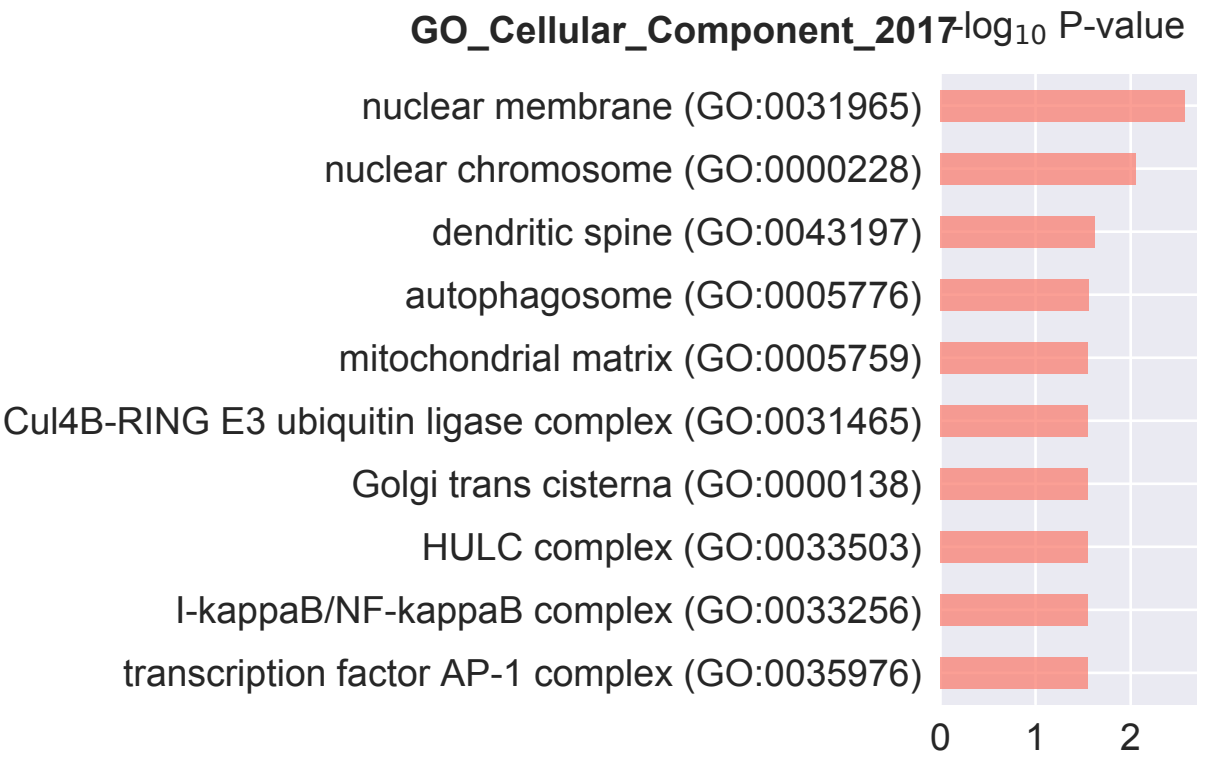 GO_Cellular_Component_2017 -log10 P-value
nuclear membrane (GO:0031965)
nuclear chromosome (GO:0000228)
dendritic spine (GO:0043197)
autophagosome (GO:0005776)
mitochondrial matrix (GO:0005759)
Cul4B-RING E3 ubiquitin ligase complex (GO:0031465)
Golgi trans cisterna (GO:0000138)
HULC complex (GO:0033503)
I-kappaB/NF-kappaB complex (GO:0033256)
transcription factor AP-1 complex (GO:0035976)
0 1 2